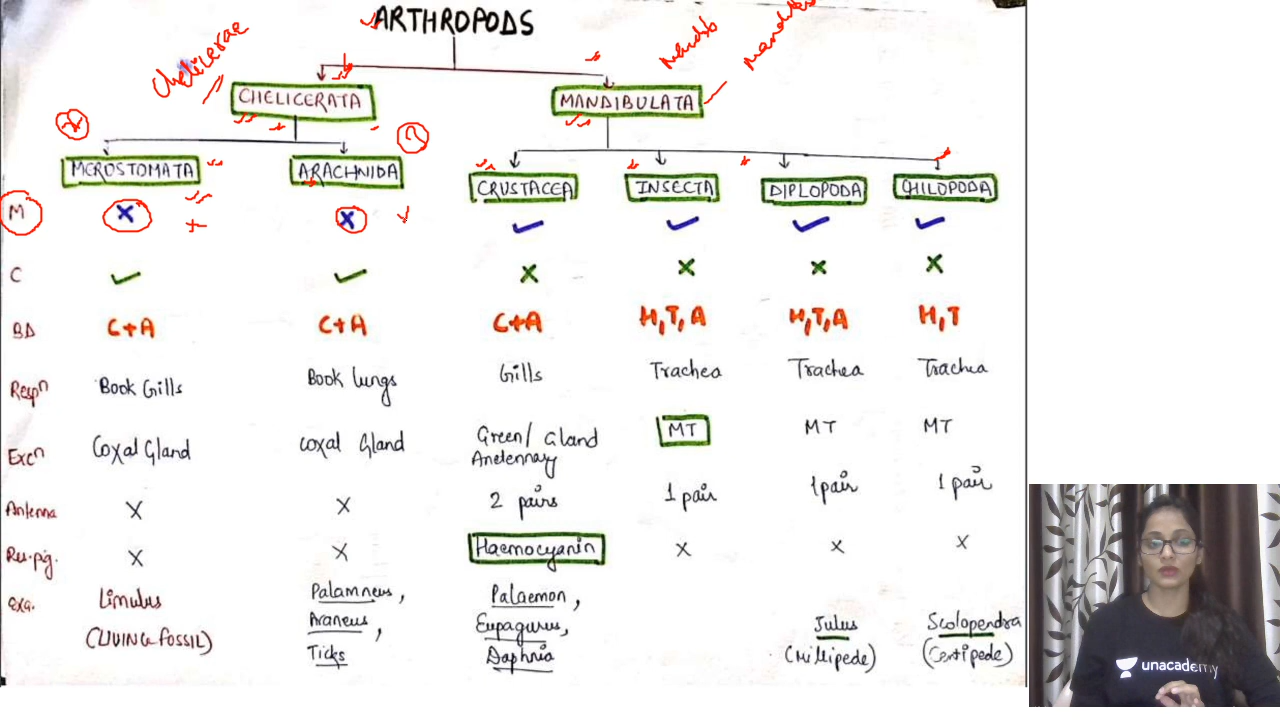 ARTHROPODS
Chelicerae
Mandib
CHELICERATA
MANDIBULATA
MEROSTOMATA ARACHNIDA CRUSTACEA INSECTA DIPLOPODA CHILOPODA
M X X ✓ ✓ ✓ ✓
C ✓ ✓ X X X X
BD C+A C+A C+A H,T,A H,T,A H,T
Respn Book Gills Book lungs Gills Trachea Trachea Trachea
Excn Coxal Gland coxal Gland Green/ Gland MT MT MT
Antennary
Antenna X X 2 pairs 1 pair 1 pair 1 pair
Res.pig. X X Haemocyanin X X X
exa. Limulus Palamneus, Palaemon,
(LIVING FOSSIL) Araneus, Eupagurus, Julus Scolopendra
Ticks Daphnia (Millipede) (Centipede)
unacademy